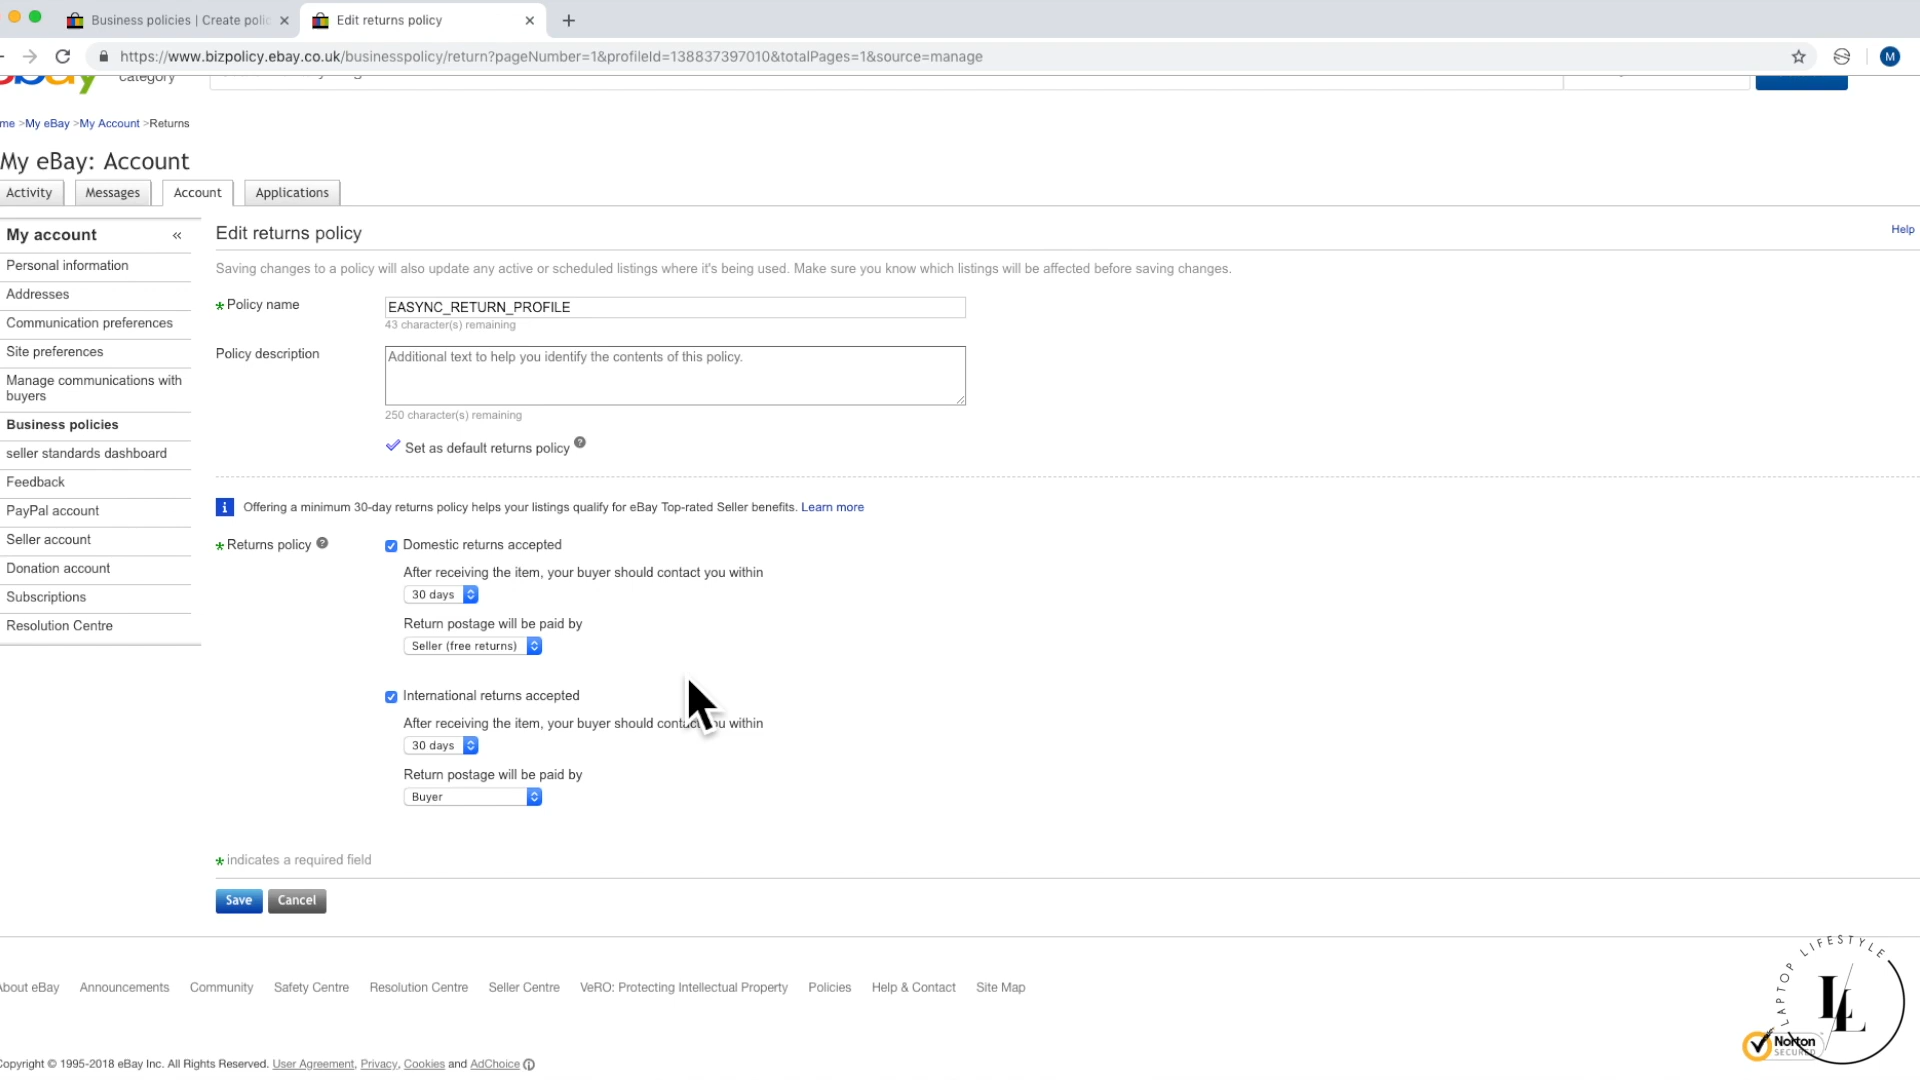 Business policies | Create polic
Edit returns policy
https://www.bizpolicy.ebay.co.uk/businesspolicy/return?pageNumber=1&profileId=138837397010&totalPages=1&source=manage
M
ebay
category
me >My eBay >My Account >Returns
My eBay: Account
Activity
Messages
Account
Applications
My account «
Personal information
Addresses
Communication preferences
Site preferences
Manage communications with
buyers
Business policies
seller standards dashboard
Feedback
PayPal account
Seller account
Donation account
Subscriptions
Resolution Centre
Edit returns policy
Help
Saving changes to a policy will also update any active or scheduled listings where it's being used. Make sure you know which listings will be affected before saving changes.
* Policy name
EASYNC_RETURN_PROFILE
43 character(s) remaining
Policy description
Additional text to help you identify the contents of this policy.
250 character(s) remaining
Set as default returns policy ?
i Offering a minimum 30-day returns policy helps your listings qualify for eBay Top-rated Seller benefits. Learn more
* Returns policy ?
Domestic returns accepted
After receiving the item, your buyer should contact you within
30 days
Return postage will be paid by
Seller (free returns)
International returns accepted
After receiving the item, your buyer should contact you within
30 days
Return postage will be paid by
Buyer
* indicates a required field
Save
Cancel
About eBay Announcements Community Safety Centre Resolution Centre Seller Centre VeRO: Protecting Intellectual Property Policies Help & Contact Site Map
Copyright © 1995-2018 eBay Inc. All Rights Reserved. User Agreement, Privacy, Cookies and AdChoice
LAPTOP LIFESTYLE
LL
Norton
SECURED